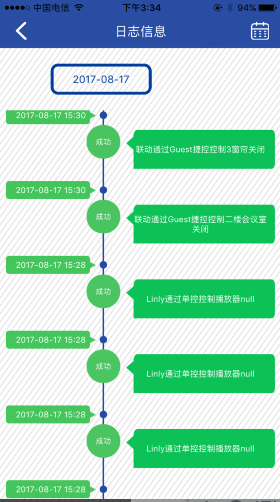 中国电信 下午3:34 94%
日志信息
2017-08-17
2017-08-17 15:30
成功
联动通过Guest捷控控制3窗帘关闭
2017-08-17 15:30
成功
联动通过Guest捷控控制二楼会议室
关闭
2017-08-17 15:28
成功
Linly通过单控控制播放器null
2017-08-17 15:28
成功
Linly通过单控控制播放器null
2017-08-17 15:28
成功
Linly通过单控控制播放器null
2017-08-17 15:28